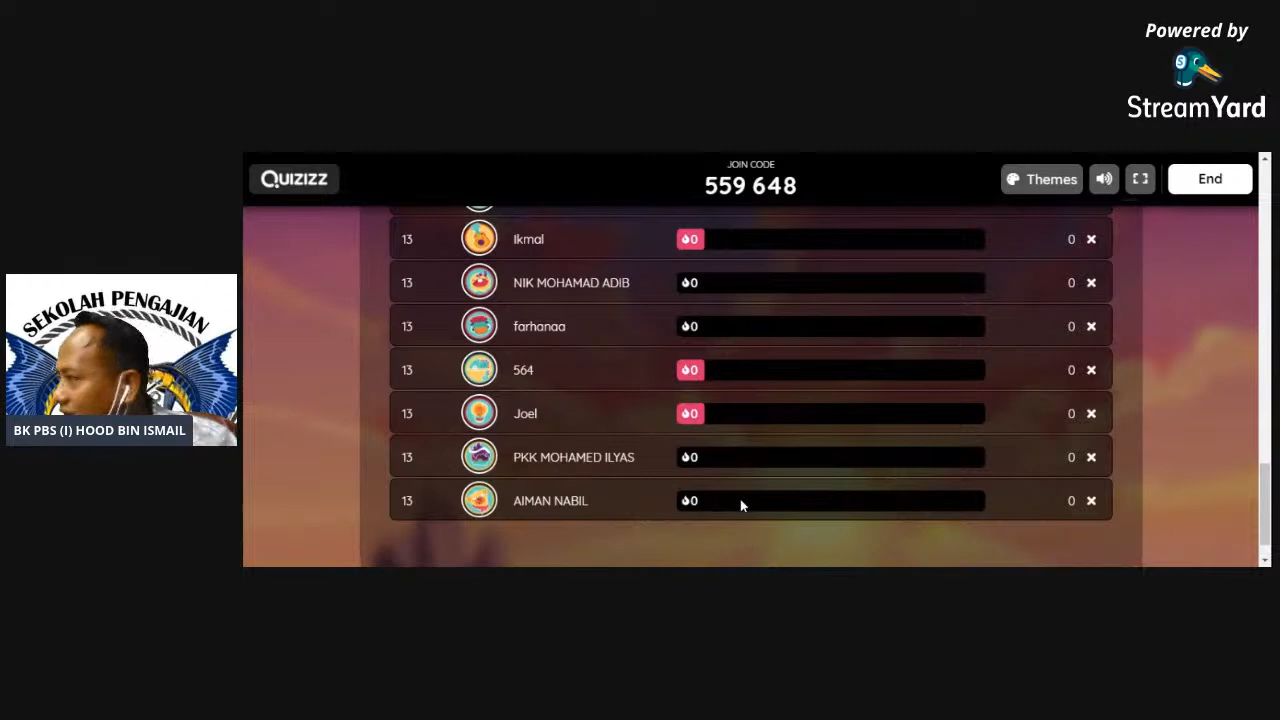 Powered by
StreamYard
QUIZIZZ
JOIN CODE
559 648
Themes
End
13 Ikmal 0 0
13 NIK MOHAMAD ADIB 0 0
13 farhanaa 0 0
13 564 0 0
13 Joel 0 0
13 PKK MOHAMED ILYAS 0 0
13 AIMAN NABIL 0 0
SEKOLAH PENGAJIAN
BK PBS (I) HOOD BIN ISMAIL